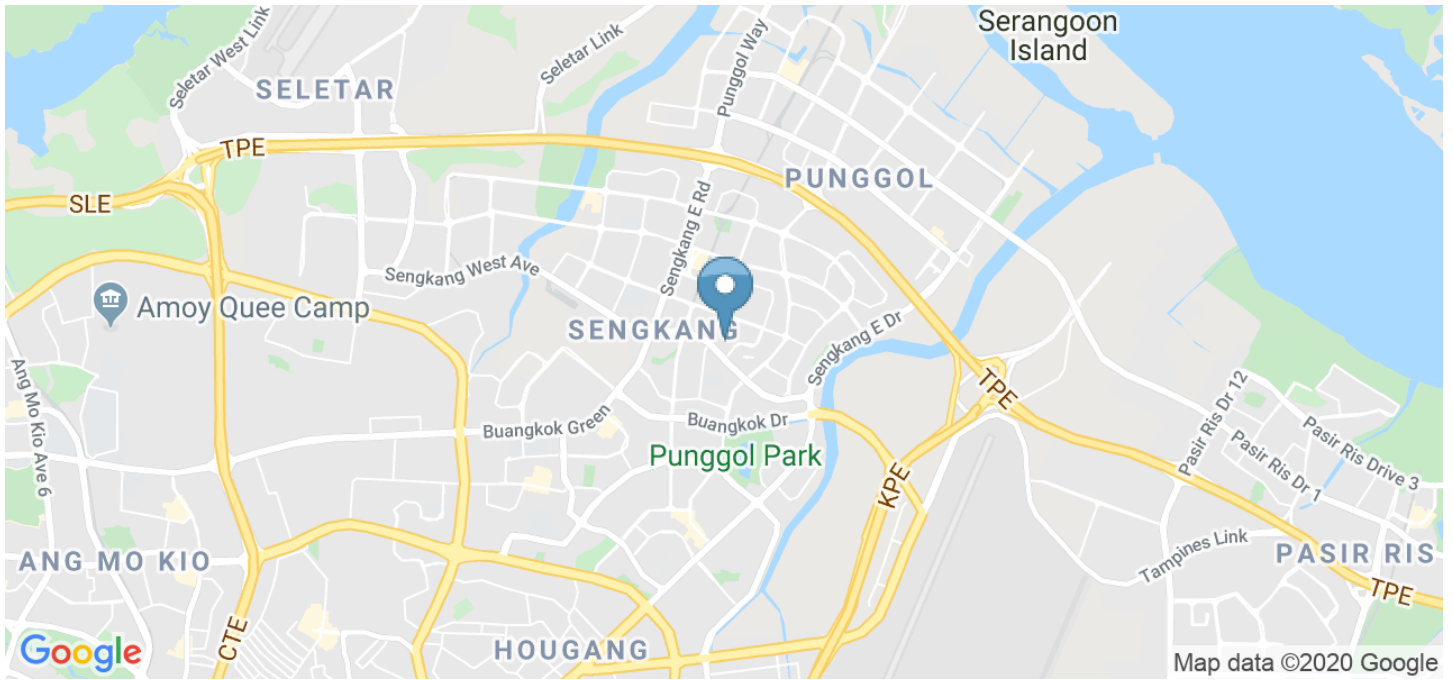 Serangoon
Island
Seletar West Link
Seletar Link
Punggol Way
SELETAR
TPE
PUNGGOL
SLE
Sengkang E Rd
Sengkang West Ave
Amoy Quee Camp
SENGKANG
Sengkang E Dr
TPE
Ang Mo Kio Ave 6
Buangkok Green
Buangkok Dr
Punggol Park
Pasir Ris Dr 12
Pasir Ris Drive 3
Pasir Ris Dr 1
KPE
ANG MO KIO
Tampines Link
PASIR RIS
TPE
CTE
HOUGANG
Google
Map data ©2020 Google